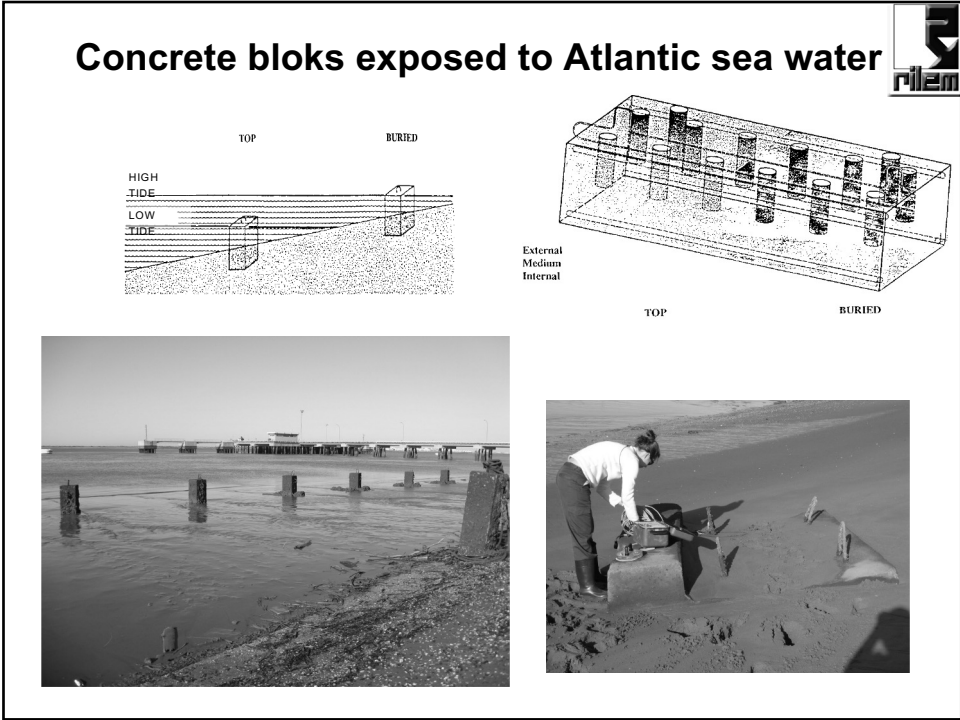 Concrete bloks exposed to Atlantic sea water
rilem
TOP
BURIED
HIGH
TIDE
LOW
TIDE
External
Medium
Internal
TOP
BURIED